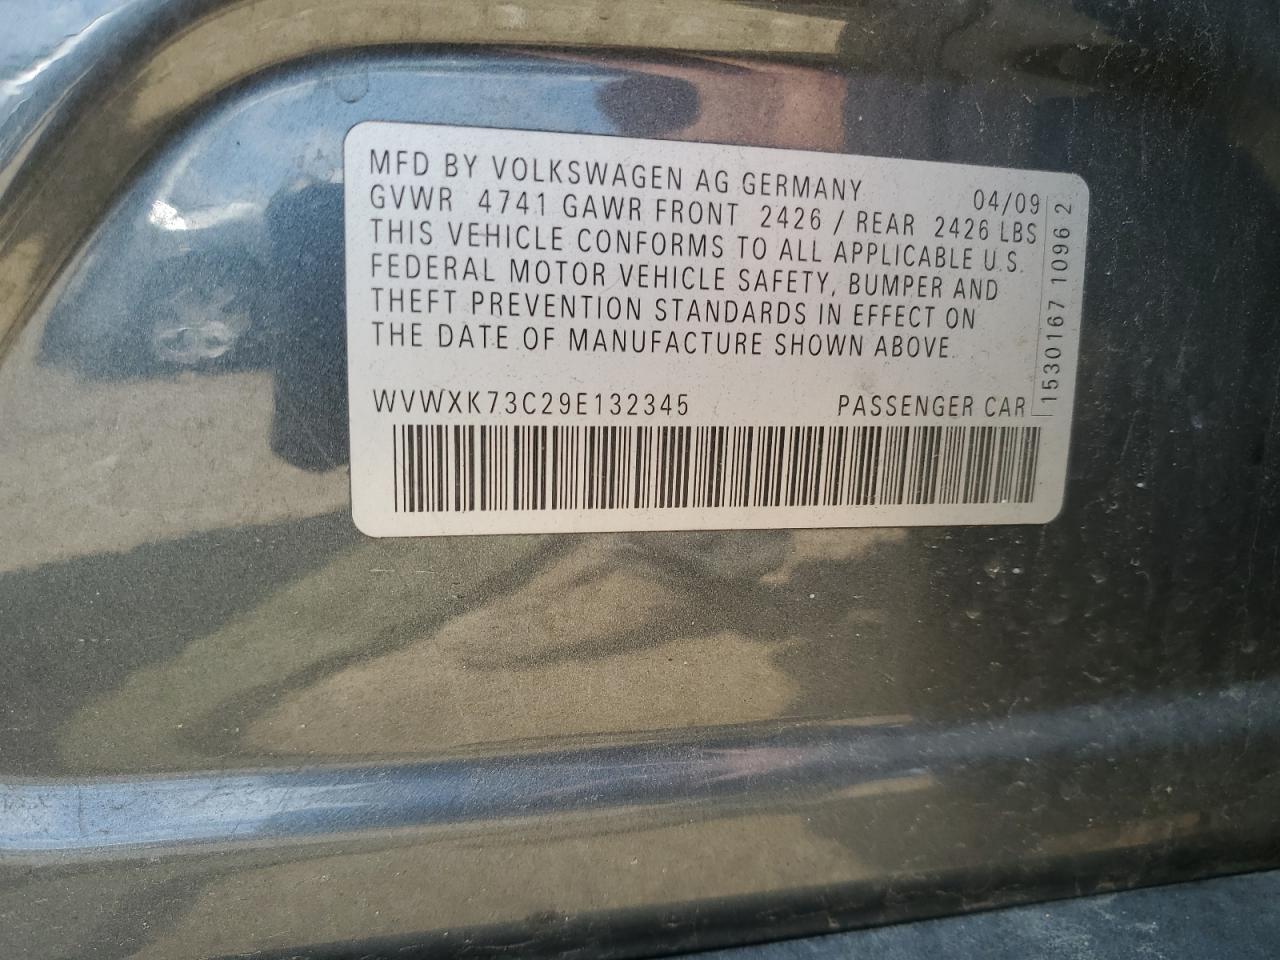 MFD BY VOLKSWAGEN AG GERMANY 04/09
GVWR 4741 GAWR FRONT 2426 / REAR 2426 LBS
THIS VEHICLE CONFORMS TO ALL APPLICABLE U.S.
FEDERAL MOTOR VEHICLE SAFETY, BUMPER AND
THEFT PREVENTION STANDARDS IN EFFECT ON
THE DATE OF MANUFACTURE SHOWN ABOVE.
WVWXK73C29E132345 PASSENGER CAR
1530167 1096 2